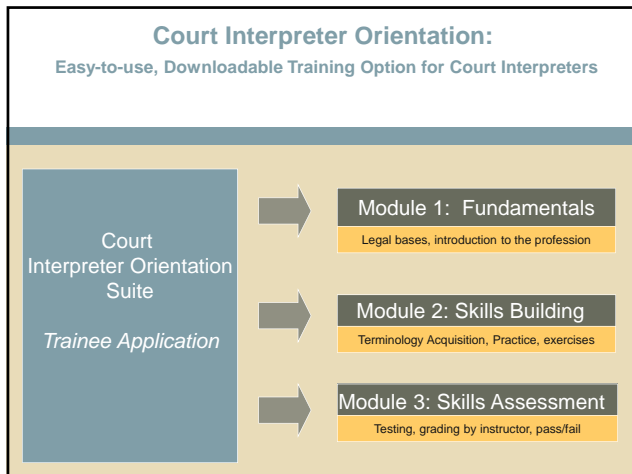 Court Interpreter Orientation:
Easy-to-use, Downloadable Training Option for Court Interpreters
Court
Interpreter Orientation
Suite
Trainee Application
Module 1: Fundamentals
Legal bases, introduction to the profession
Module 2: Skills Building
Terminology Acquisition, Practice, exercises
Module 3: Skills Assessment
Testing, grading by instructor, pass/fail